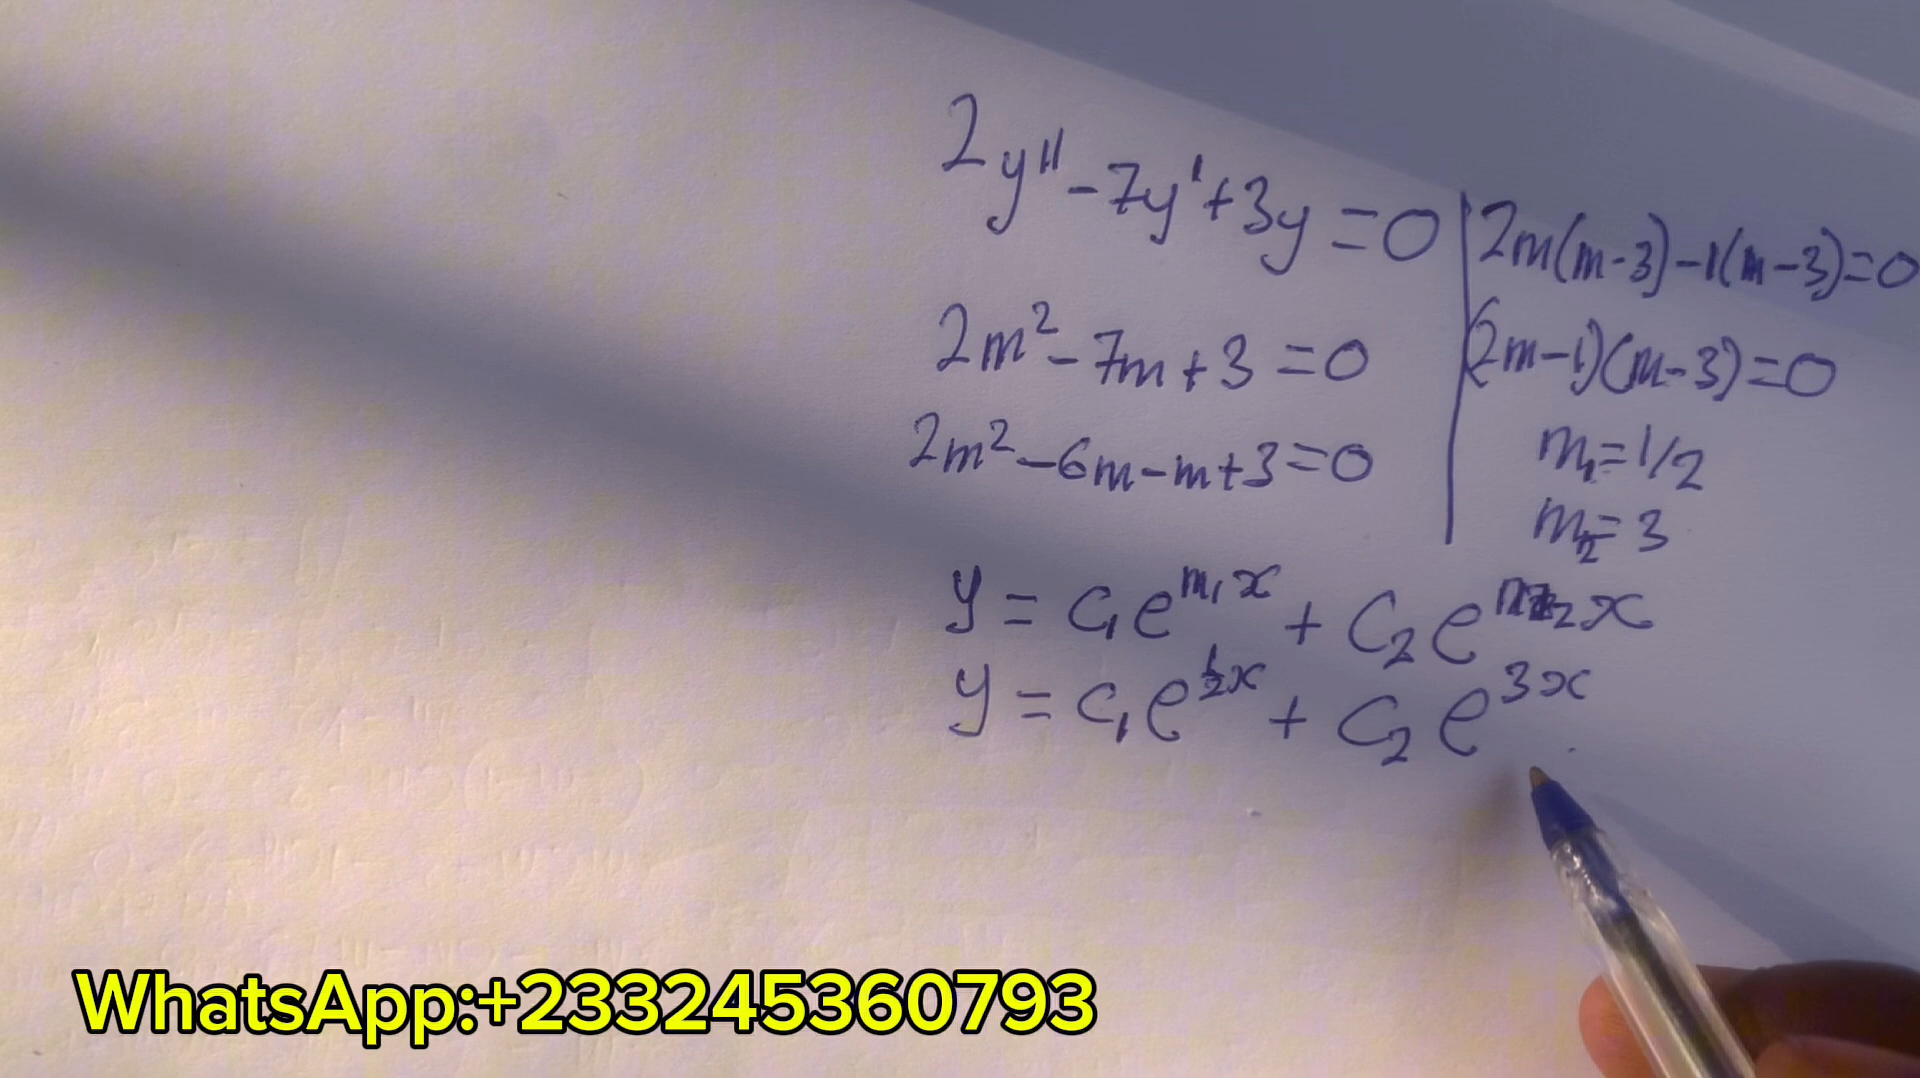 2y" - 7y' + 3y = 0
2m² - 7m + 3 = 0
2m² - 6m - m + 3 = 0
2m(m - 3) - 1(m - 3) = 0
(2m - 1)(m - 3) = 0
m₁ = 1/2
m₂ = 3
y = c₁e^{m₁x} + c₂e^{m₂x}
y = c₁e^{½x} + c₂e^{3x}
WhatsApp:+233245360793